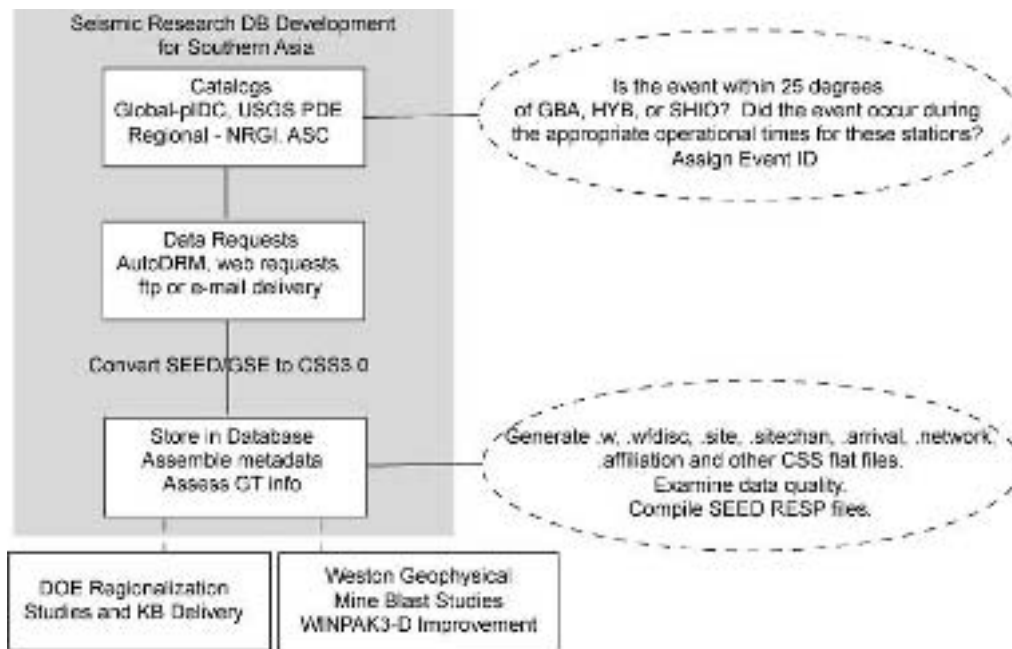 Seismic Research DB Development
for Southern Asia
Catalogs
Global-pIDC, USGS PDE
Regional - NRGI, ASC
Is the event within 25 degrees
of GBA, HYB, or SHIO? Did the event occur during
the appropriate operational times for these stations?
Assign Event ID
Data Requests
AutoDRM, web requests
ftp or e-mail delivery
Convert SEED/GSE to CSS3.0
Store in Database
Assemble metadata
Assess GT info
Generate .w, .wfdisc, .site, .sitechan, .arrival, .network,
.affiliation and other CSS flat files.
Examine data quality.
Compile SEED RESP files.
DOE Regionalization
Studies and KB Delivery
Weston Geophysical
Mine Blast Studies
WINPAK3-D Improvement